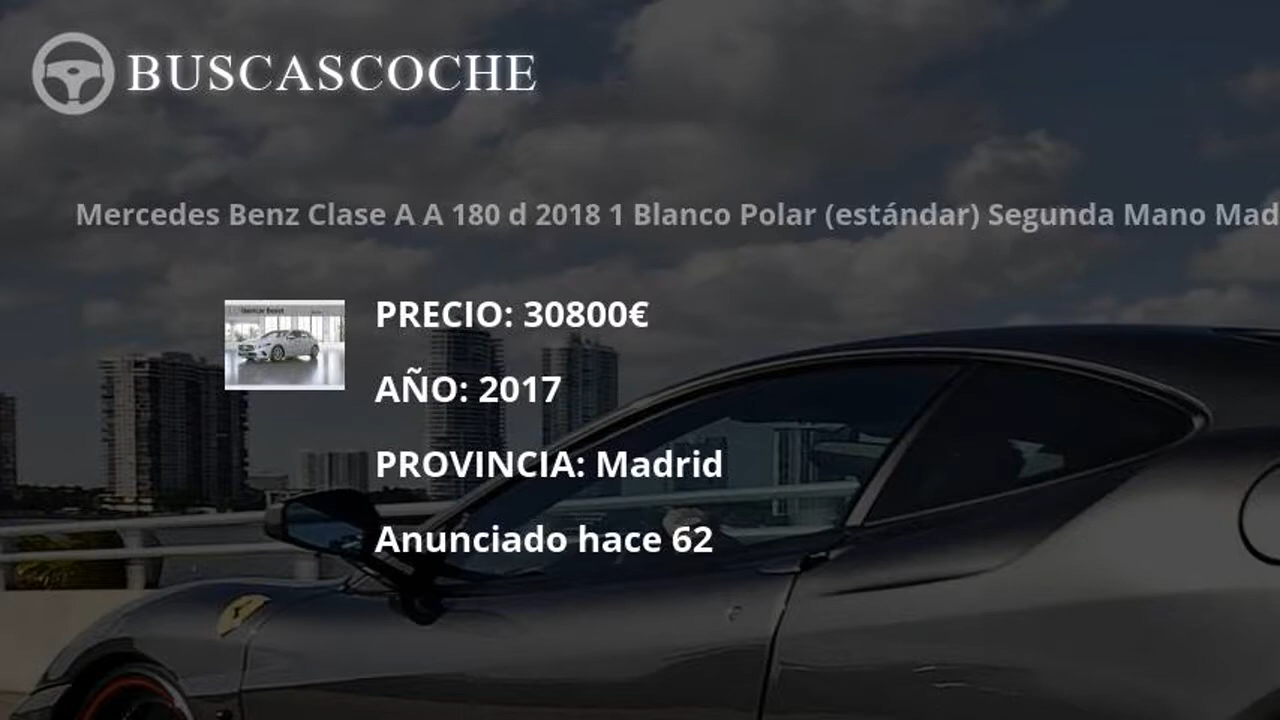 BUSCASCOCHE
Mercedes Benz Clase A A 180 d 2018 1 Blanco Polar (estándar) Segunda Mano Mad
PRECIO: 30800€
AÑO: 2017
PROVINCIA: Madrid
Anunciado hace 62